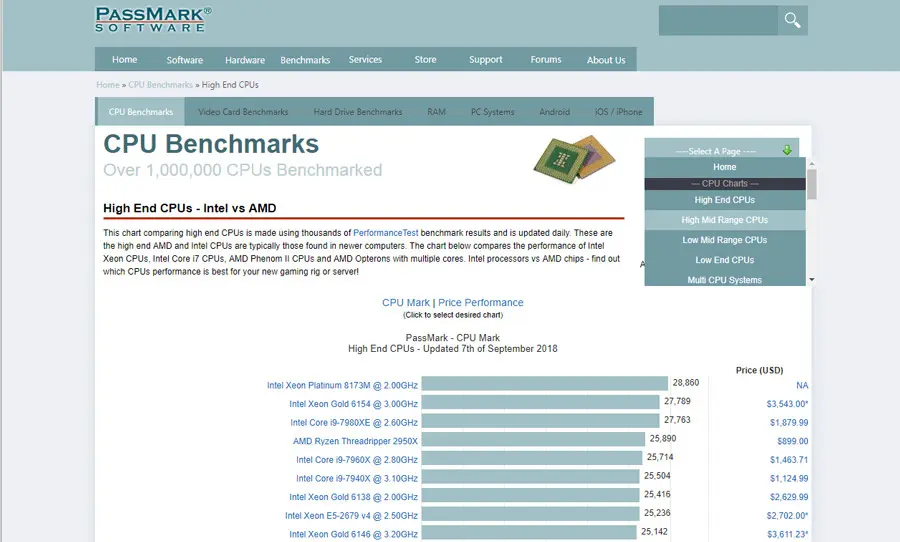 PASSMARK®
SOFTWARE
Home Software Hardware Benchmarks Services Store Support Forums About Us
Home » CPU Benchmarks » High End CPUs
CPU Benchmarks Video Card Benchmarks Hard Drive Benchmarks RAM PC Systems Android iOS / iPhone
CPU Benchmarks
Over 1,000,000 CPUs Benchmarked
----Select A Page ----
Home
--- CPU Charts ---
High End CPUs
High Mid Range CPUs
Low Mid Range CPUs
Low End CPUs
Multi CPU Systems
High End CPUs - Intel vs AMD
This chart comparing high end CPUs is made using thousands of PerformanceTest benchmark results and is updated daily. These are
the high end AMD and Intel CPUs are typically those found in newer computers. The chart below compares the performance of Intel
Xeon CPUs, Intel Core i7 CPUs, AMD Phenom II CPUs and AMD Opterons with multiple cores. Intel processors vs AMD chips - find out
which CPUs performance is best for your new gaming rig or server!
CPU Mark | Price Performance
(Click to select desired chart)
PassMark - CPU Mark
High End CPUs - Updated 7th of September 2018
Price (USD)
Intel Xeon Platinum 8173M @ 2.00GHz 28,860 NA
Intel Xeon Gold 6154 @ 3.00GHz 27,789 $3,543.00*
Intel Core i9-7980XE @ 2.60GHz 27,763 $1,879.99
AMD Ryzen Threadripper 2950X 25,890 $899.00
Intel Core i9-7960X @ 2.80GHz 25,714 $1,463.71
Intel Core i9-7940X @ 3.10GHz 25,504 $1,124.99
Intel Xeon Gold 6138 @ 2.00GHz 25,416 $2,629.99
Intel Xeon E5-2679 v4 @ 2.50GHz 25,236 $2,702.00*
Intel Xeon Gold 6146 @ 3.20GHz 25,142 $3,611.23*